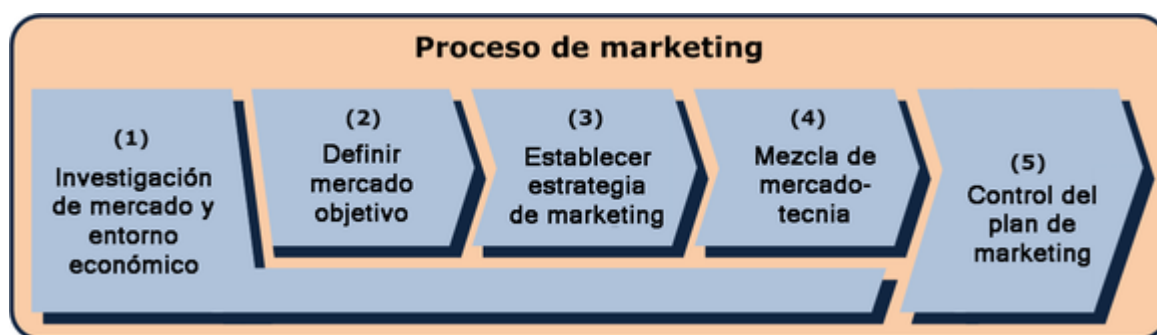 Proceso de marketing
(1)
Investigación
de mercado y
entorno
económico
(2)
Definir
mercado
objetivo
(3)
Establecer
estrategia
de marketing
(4)
Mezcla de
mercado-
tecnia
(5)
Control del
plan de
marketing